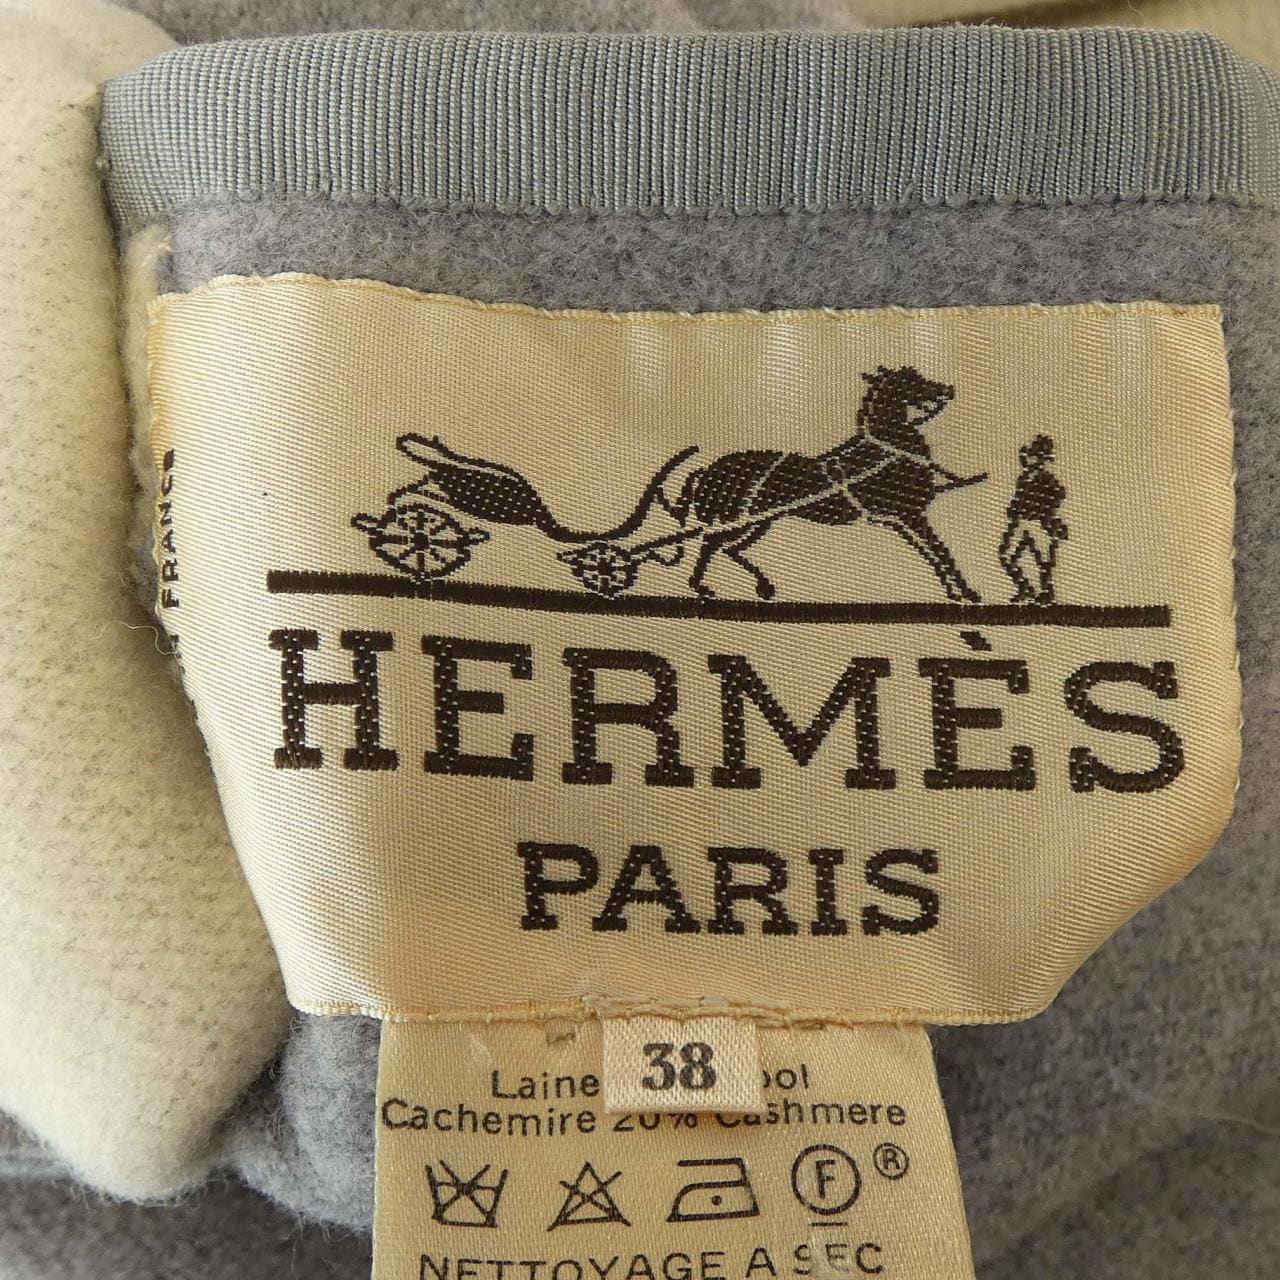 FRANCE
HERMÈS
PARIS
38
Laine
Cachemire 20% Cashmere
F ®
NETTOYAGE A SEC